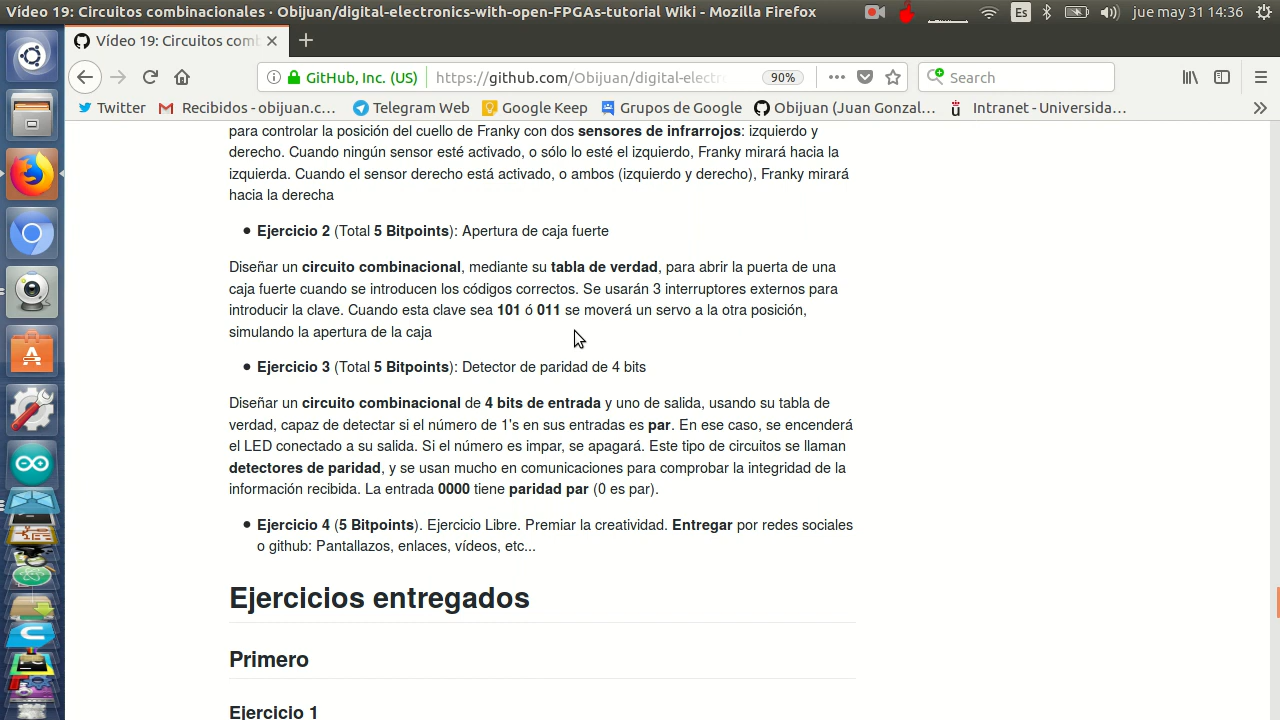 Vídeo 19: Circuitos combinacionales · Obijuan/digital-electronics-with-open-FPGAs-tutorial Wiki - Mozilla Firefox
Es
jue may 31 14:36
Vídeo 19: Circuitos comb
GitHub, Inc. (US)
https://github.com/Obijuan/digital-electr
90%
Search
Twitter
Recibidos - obijuan.c...
Telegram Web
Google Keep
Grupos de Google
Obijuan (Juan Gonzal...
Intranet - Universida...
para controlar la posición del cuello de Franky con dos sensores de infrarrojos: izquierdo y
derecho. Cuando ningún sensor esté activado, o sólo lo esté el izquierdo, Franky mirará hacia la
izquierda. Cuando el sensor derecho está activado, o ambos (izquierdo y derecho), Franky mirará
hacia la derecha
• Ejercicio 2 (Total 5 Bitpoints): Apertura de caja fuerte
Diseñar un circuito combinacional, mediante su tabla de verdad, para abrir la puerta de una
caja fuerte cuando se introducen los códigos correctos. Se usarán 3 interruptores externos para
introducir la clave. Cuando esta clave sea 101 ó 011 se moverá un servo a la otra posición,
simulando la apertura de la caja
• Ejercicio 3 (Total 5 Bitpoints): Detector de paridad de 4 bits
Diseñar un circuito combinacional de 4 bits de entrada y uno de salida, usando su tabla de
verdad, capaz de detectar si el número de 1's en sus entradas es par. En ese caso, se encenderá
el LED conectado a su salida. Si el número es impar, se apagará. Este tipo de circuitos se llaman
detectores de paridad, y se usan mucho en comunicaciones para comprobar la integridad de la
información recibida. La entrada 0000 tiene paridad par (0 es par).
• Ejercicio 4 (5 Bitpoints). Ejercicio Libre. Premiar la creatividad. Entregar por redes sociales
o github: Pantallazos, enlaces, vídeos, etc...
Ejercicios entregados
Primero
Ejercicio 1